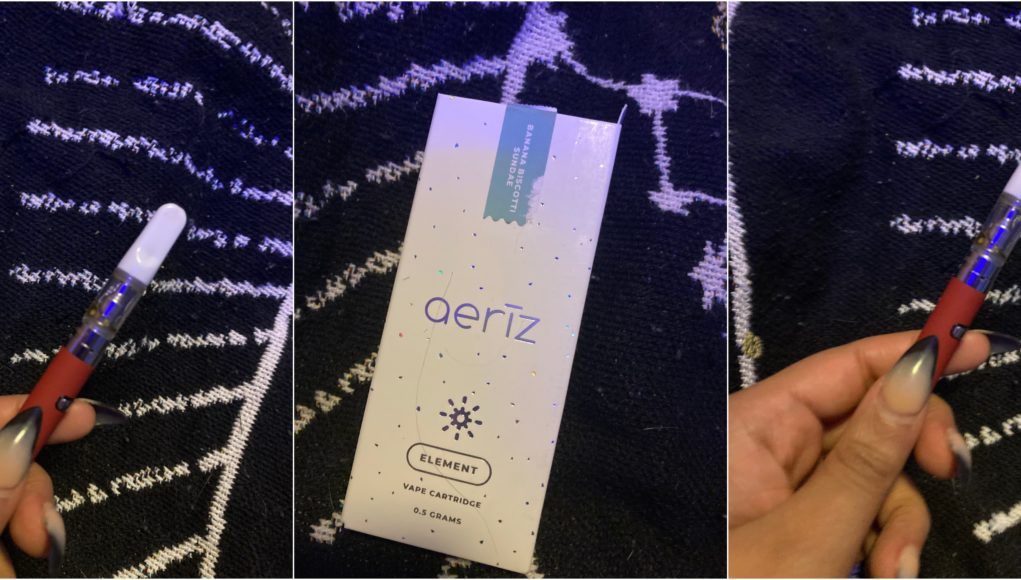 BANANA BISCOTTI
SUNDAE
aerīz
ELEMENT
VAPE CARTRIDGE
0.5 GRAMS